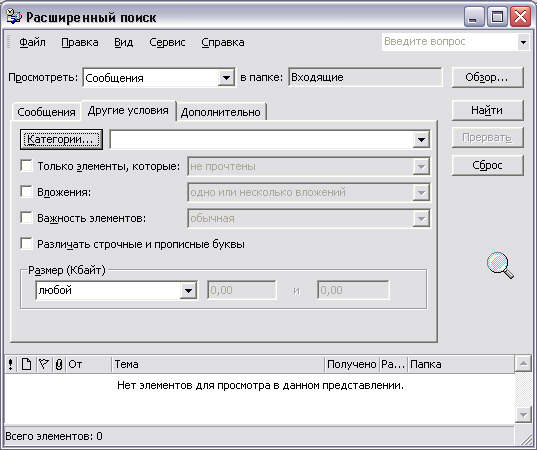 Расширенный поиск
Файл Правка Вид Сервис Справка Введите вопрос
Просмотреть: Сообщения в папке: Входящие Обзор...
Сообщения Другие условия Дополнительно Найти
Категории... Прервать
Только элементы, которые: не прочтены Сброс
Вложения: одно или несколько вложений
Важность элементов: обычная
Различать строчные и прописные буквы
Размер (Кбайт)
любой 0,00 и 0,00
! От Тема Получено Ра... Папка
Нет элементов для просмотра в данном представлении.
Всего элементов: 0